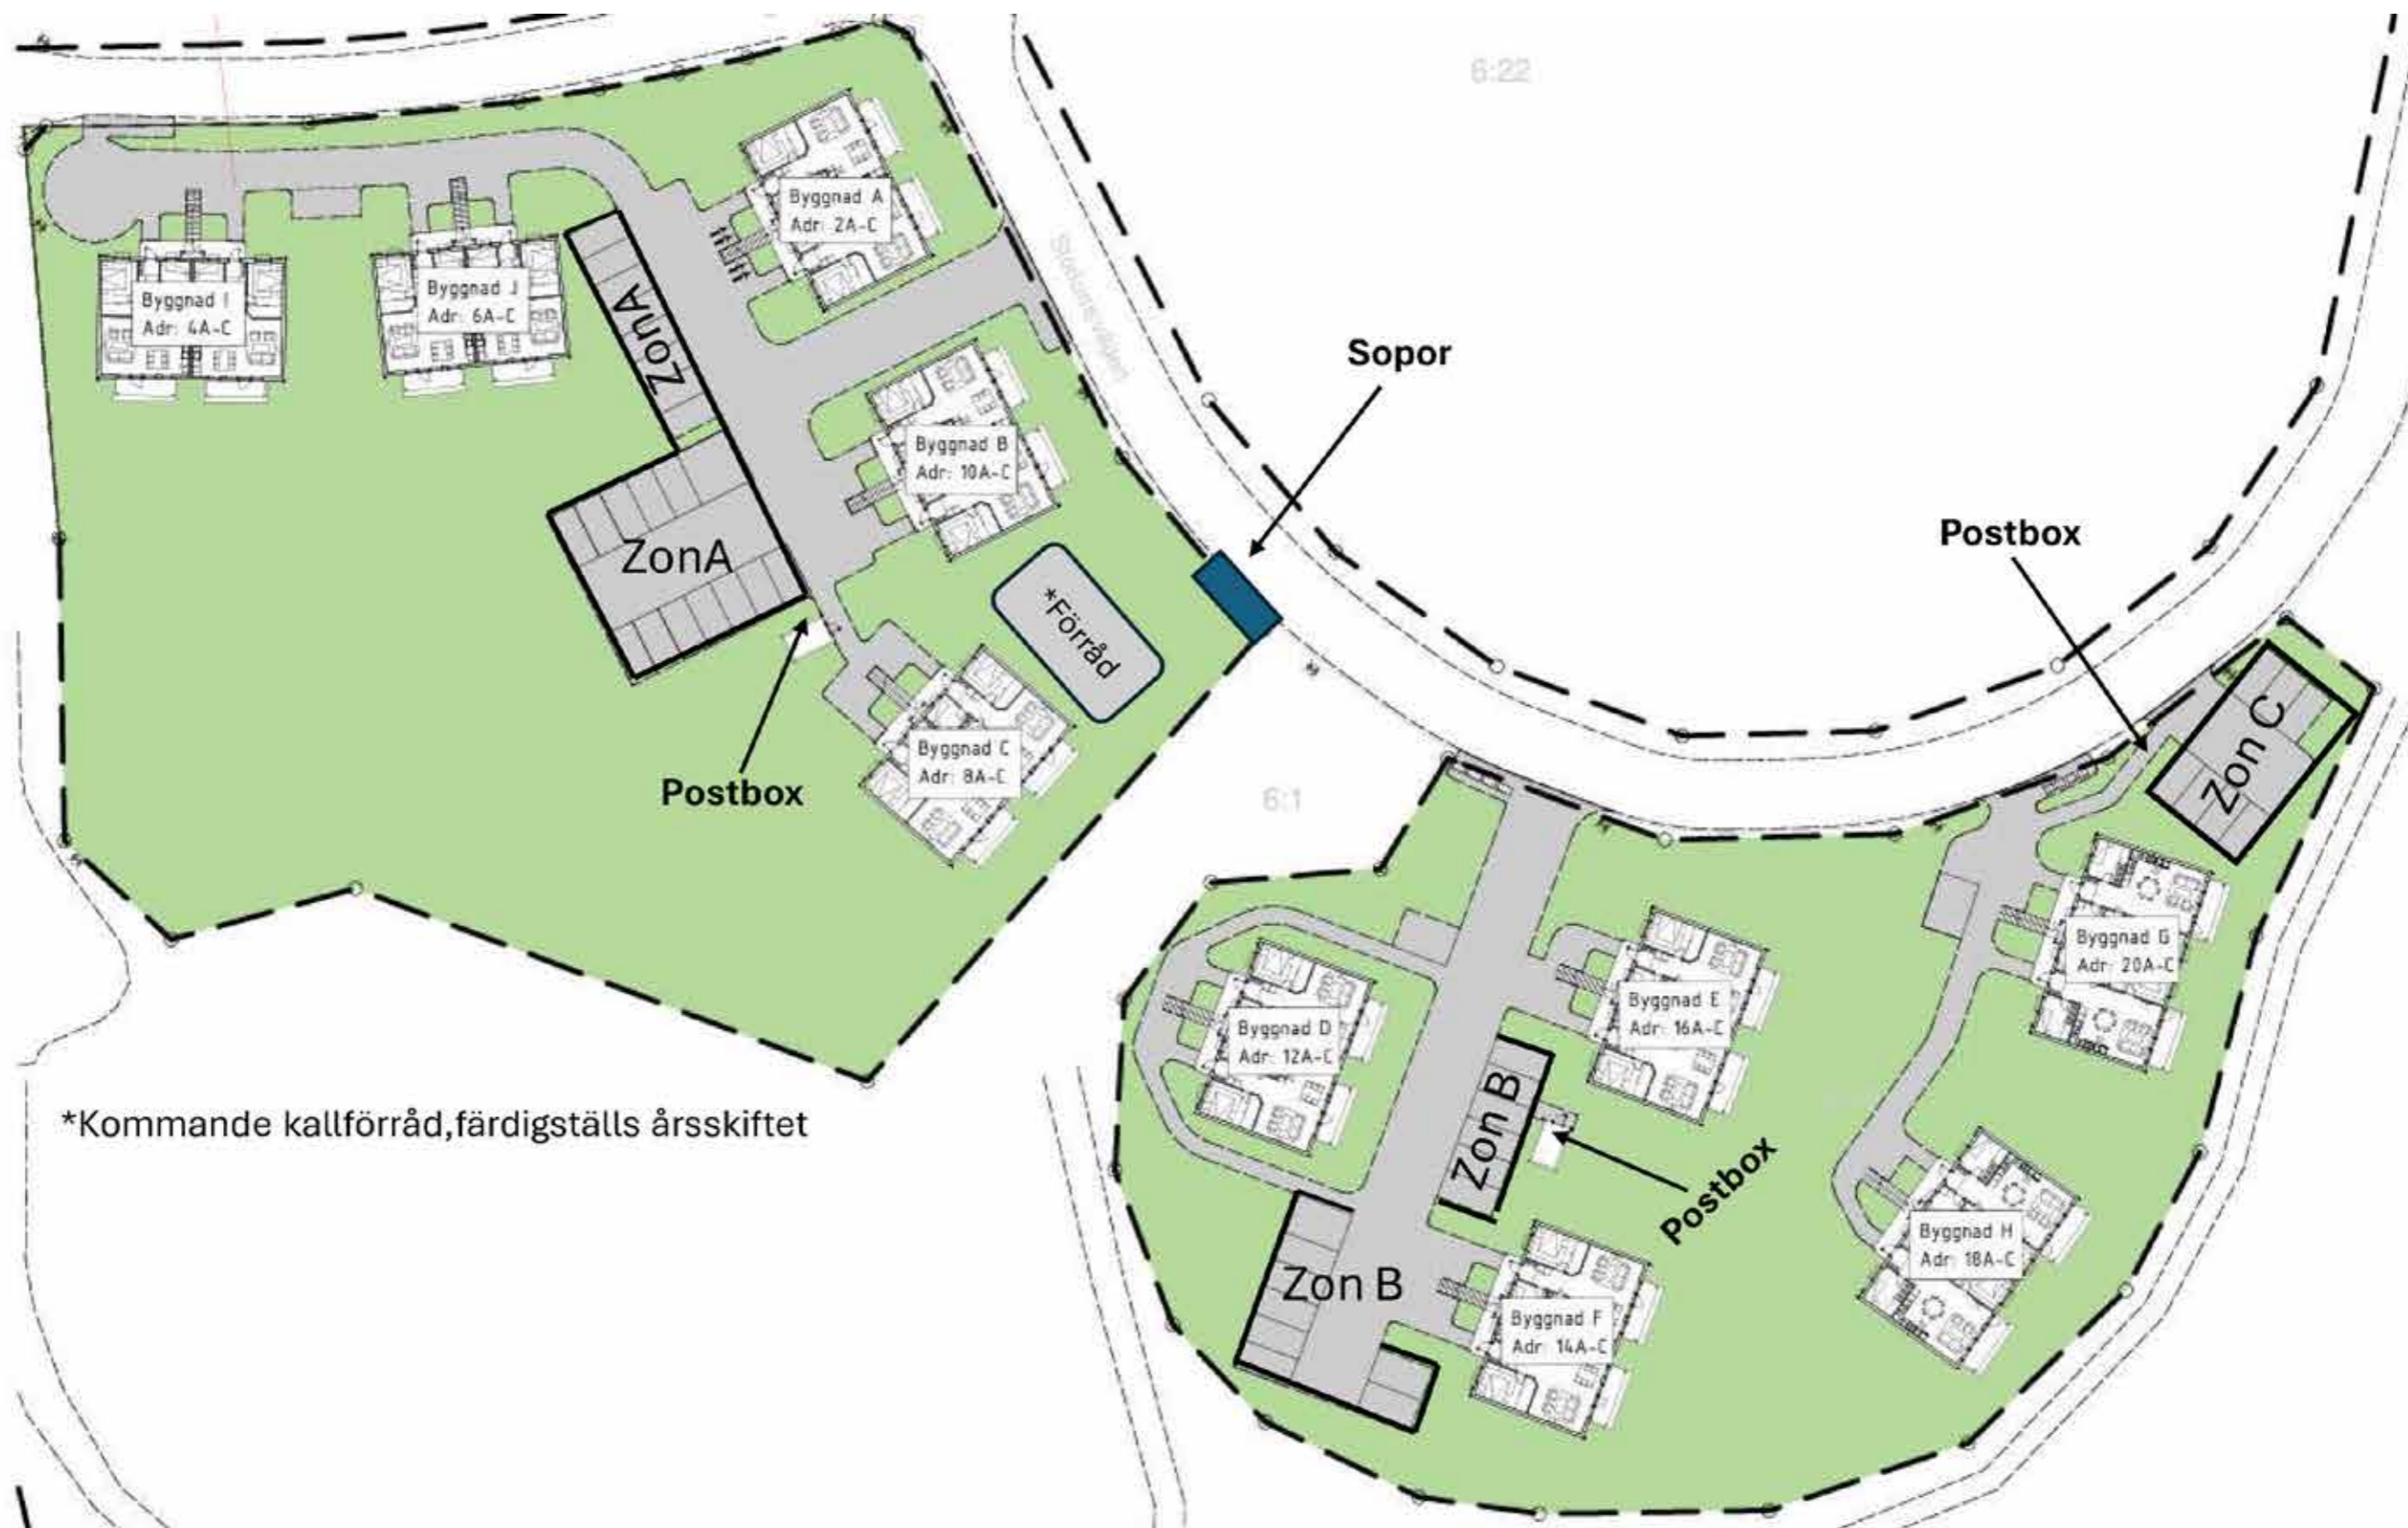 6:22
Byggnad A
Adr: 2A-C
Byggnad I
Adr: 4A-C
Byggnad J
Adr: 6A-C
ZonA
Sopor
Byggnad B
Adr: 10A-C
ZonA
*Förråd
Postbox
Postbox
Byggnad C
Adr: 8A-C
6:1
Zon C
Byggnad G
Adr: 20A-C
Byggnad E
Adr: 16A-C
Byggnad D
Adr: 12A-C
*Kommande kallförråd,färdigställs årsskiftet
Zon B
Postbox
Byggnad H
Adr: 18A-C
Zon B
Byggnad F
Adr: 14A-C